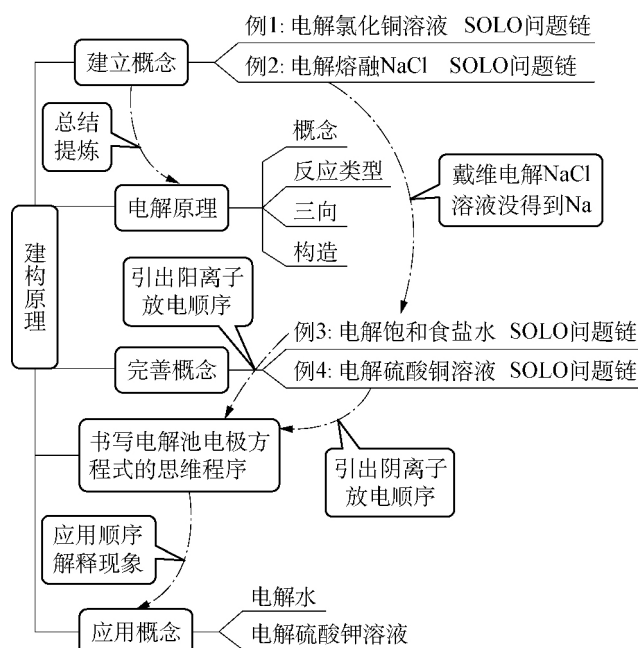 例1: 电解氯化铜溶液 SOLO问题链
建立概念
例2: 电解熔融NaCl SOLO问题链
总结
提炼
概念
反应类型
电解原理
三向
构造
戴维电解NaCl
溶液没得到Na
建构原理
引出阳离子
放电顺序
例3: 电解饱和食盐水 SOLO问题链
完善概念
例4: 电解硫酸铜溶液 SOLO问题链
书写电解池电极方
程式的思维程序
引出阴离子
放电顺序
应用顺序
解释现象
电解水
应用概念
电解硫酸钾溶液